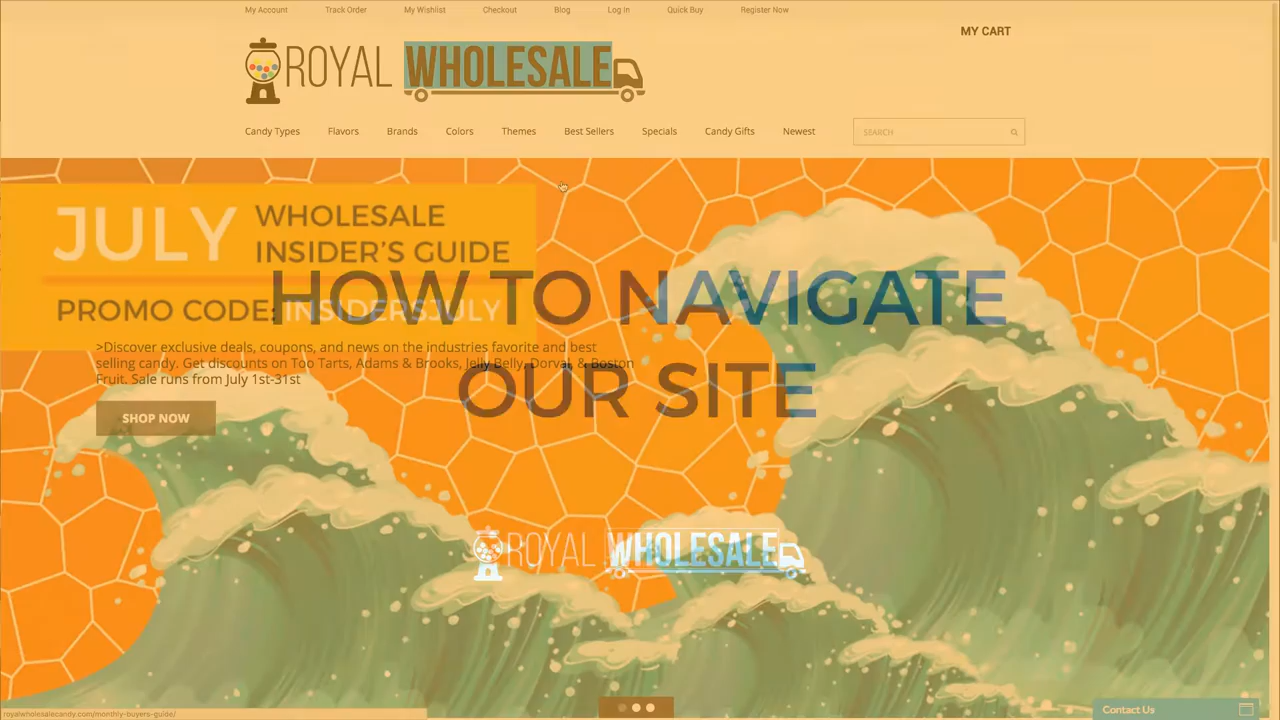 My Account Track Order My Wishlist Checkout Blog Log In Quick Buy Register Now
MY CART
ROYAL WHOLESALE
Candy Types Flavors Brands Colors Themes Best Sellers Specials Candy Gifts Newest SEARCH
JULY
WHOLESALE
INSIDER'S GUIDE
PROMO CODE: INSIDERSJULY
HOW TO NAVIGATE
OUR SITE
>Discover exclusive deals, coupons, and news on the industries favorite and best
selling candy. Get discounts on Too Tarts, Adams & Brooks, Jelly Belly, Dorval, & Boston
Fruit. Sale runs from July 1st-31st
SHOP NOW
ROYAL WHOLESALE
royalwholesalecandy.com/monthly-buyers-guide/
Contact Us